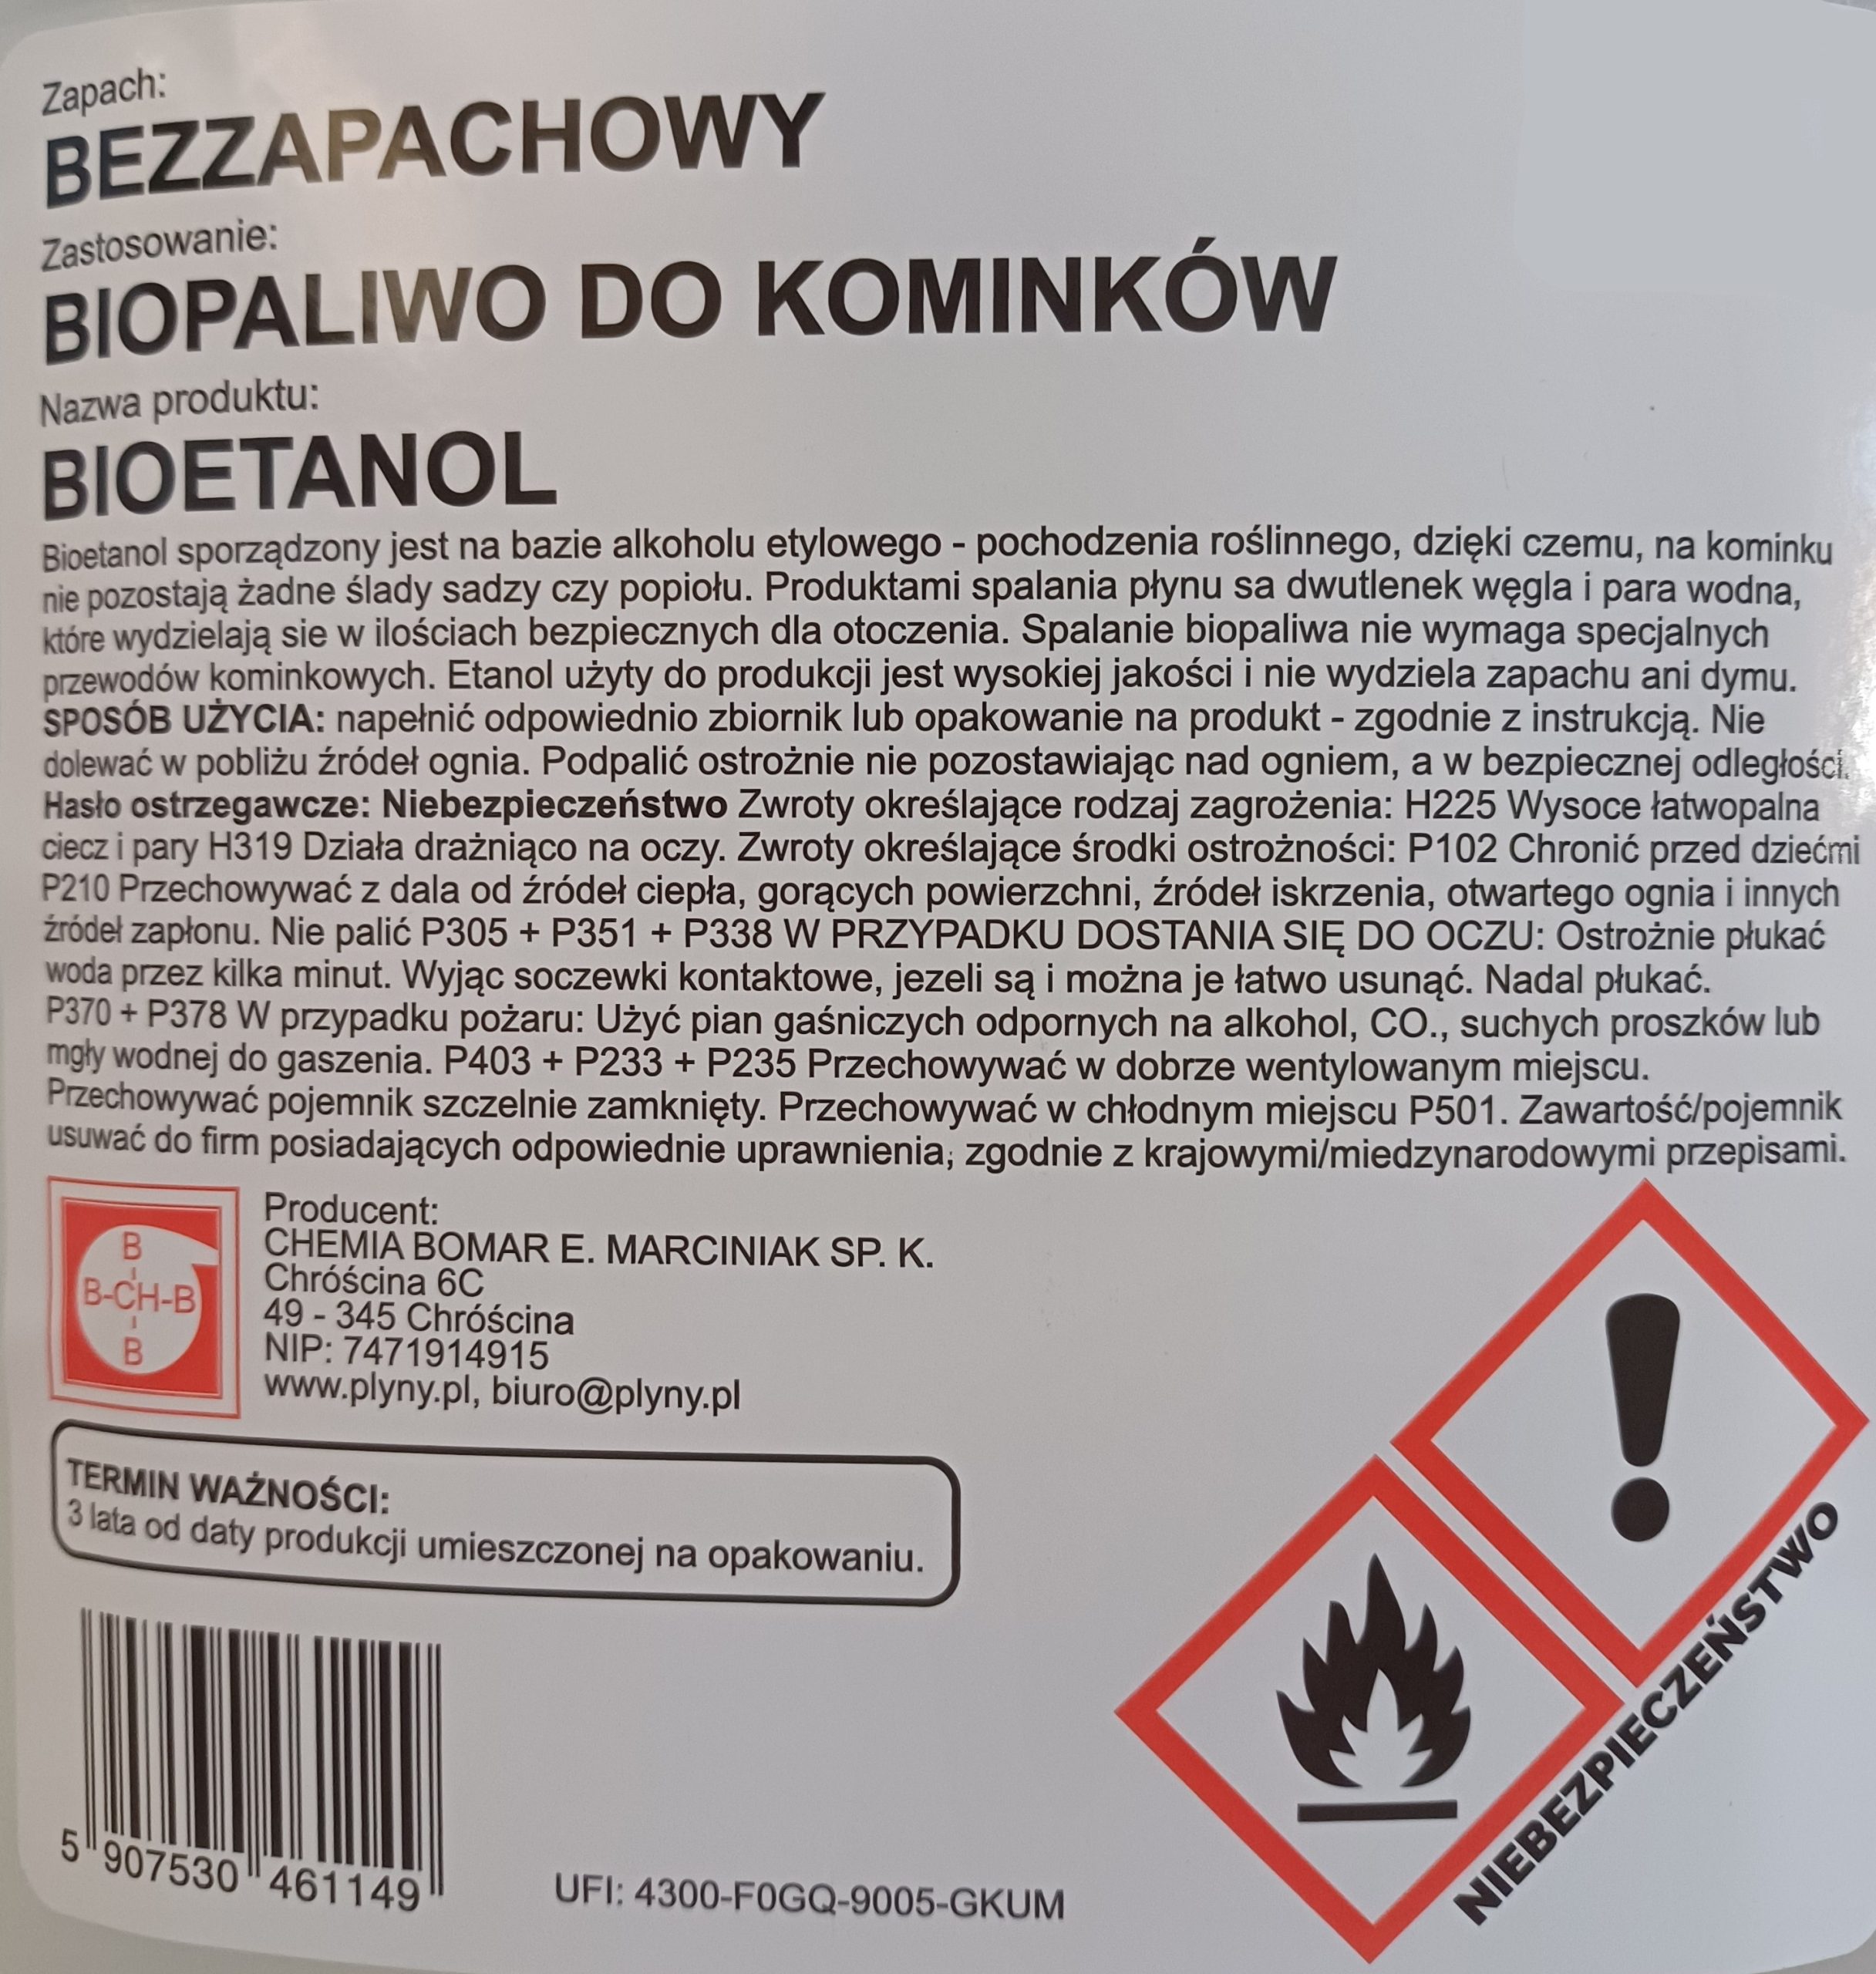 Zapach:
BEZZAPACHOWY
Zastosowanie:
BIOPALIWO DO KOMINKÓW
Nazwa produktu:
BIOETANOL
Bioetanol sporządzony jest na bazie alkoholu etylowego - pochodzenia roślinnego, dzięki czemu, na kominku
nie pozostają żadne ślady sadzy czy popiołu. Produktami spalania płynu sa dwutlenek węgla i para wodna,
które wydzielają sie w ilościach bezpiecznych dla otoczenia. Spalanie biopaliwa nie wymaga specjalnych
przewodów kominkowych. Etanol użyty do produkcji jest wysokiej jakości i nie wydziela zapachu ani dymu.
SPOSÓB UŻYCIA: napełnić odpowiednio zbiornik lub opakowanie na produkt - zgodnie z instrukcją. Nie
dolewać w pobliżu źródeł ognia. Podpalić ostrożnie nie pozostawiając nad ogniem, a w bezpiecznej odległości.
Hasło ostrzegawcze: Niebezpieczeństwo Zwroty określające rodzaj zagrożenia: H225 Wysoce łatwopalna
ciecz i pary H319 Działa drażniąco na oczy. Zwroty określające środki ostrożności: P102 Chronić przed dziećmi
P210 Przechowywać z dala od źródeł ciepła, gorących powierzchni, źródeł iskrzenia, otwartego ognia i innych
źródeł zapłonu. Nie palić P305 + P351 + P338 W PRZYPADKU DOSTANIA SIĘ DO OCZU: Ostrożnie płukać
woda przez kilka minut. Wyjąc soczewki kontaktowe, jezeli są i można je łatwo usunąć. Nadal płukać.
P370 + P378 W przypadku pożaru: Użyć pian gaśniczych odpornych na alkohol, CO., suchych proszków lub
mgły wodnej do gaszenia. P403 + P233 + P235 Przechowywać w dobrze wentylowanym miejscu.
Przechowywać pojemnik szczelnie zamknięty. Przechowywać w chłodnym miejscu P501. Zawartość/pojemnik
usuwać do firm posiadających odpowiednie uprawnienia; zgodnie z krajowymi/miedzynarodowymi przepisami.
B
B-CH-B
B
Producent:
CHEMIA BOMAR E. MARCINIAK SP. K.
Chróścina 6C
49 - 345 Chróścina
NIP: 7471914915
www.plyny.pl, biuro@plyny.pl
TERMIN WAŻNOŚCI:
3 lata od daty produkcji umieszczonej na opakowaniu.
NIEBEZPIECZEŃSTWO
5 907530 461149
UFI: 4300-F0GQ-9005-GKUM